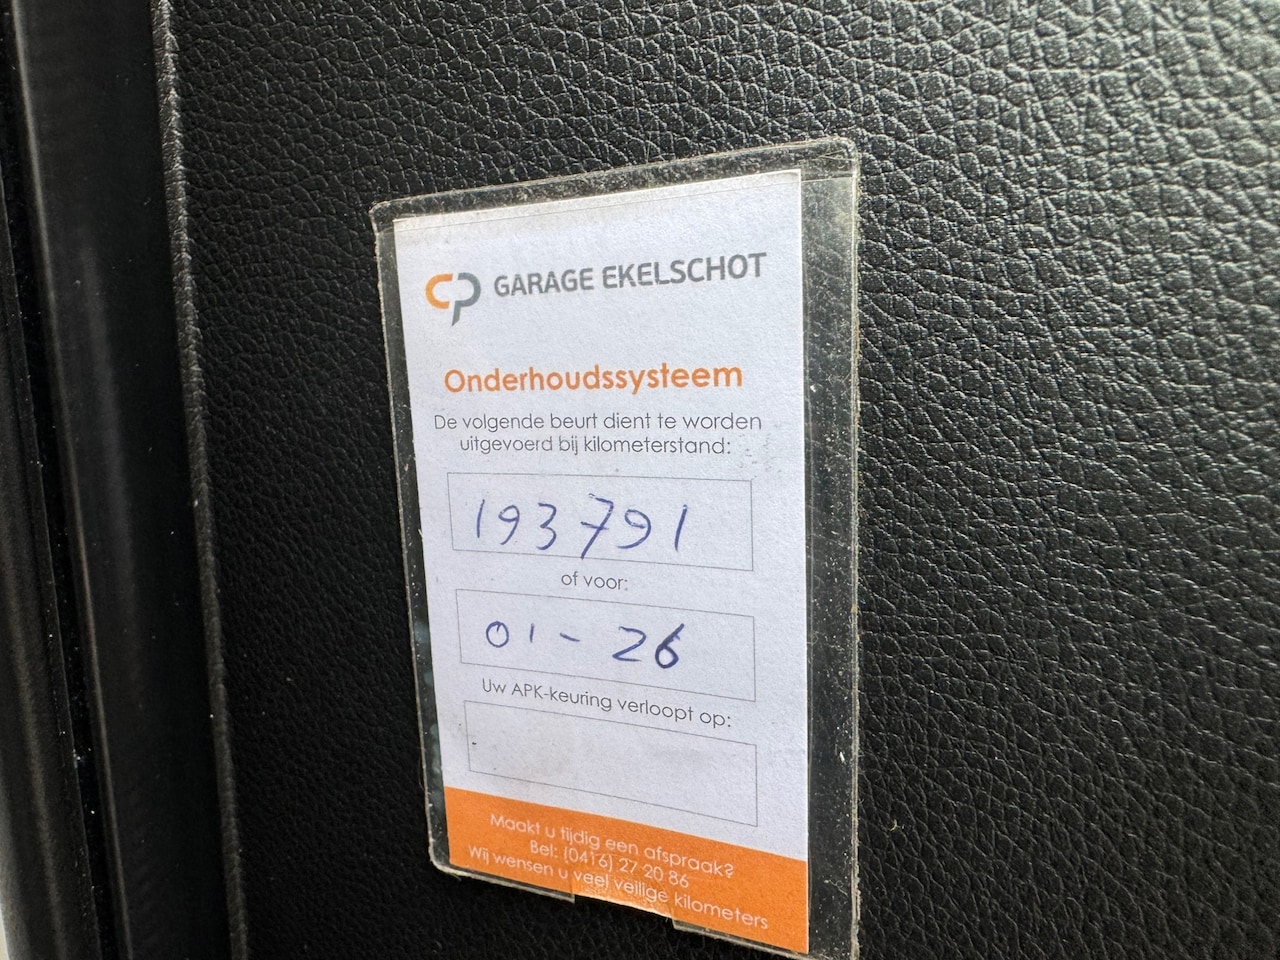 GARAGE EKELSCHOT
Onderhoudssysteem
De volgende beurt dient te worden
uitgevoerd bij kilometerstand:
193791
of voor:
01-26
Uw APK-keuring verloopt op:
Maakt u tijdig een afspraak?
Bel: (0416) 27 20 86
Wij wensen u veel veilige kilometers